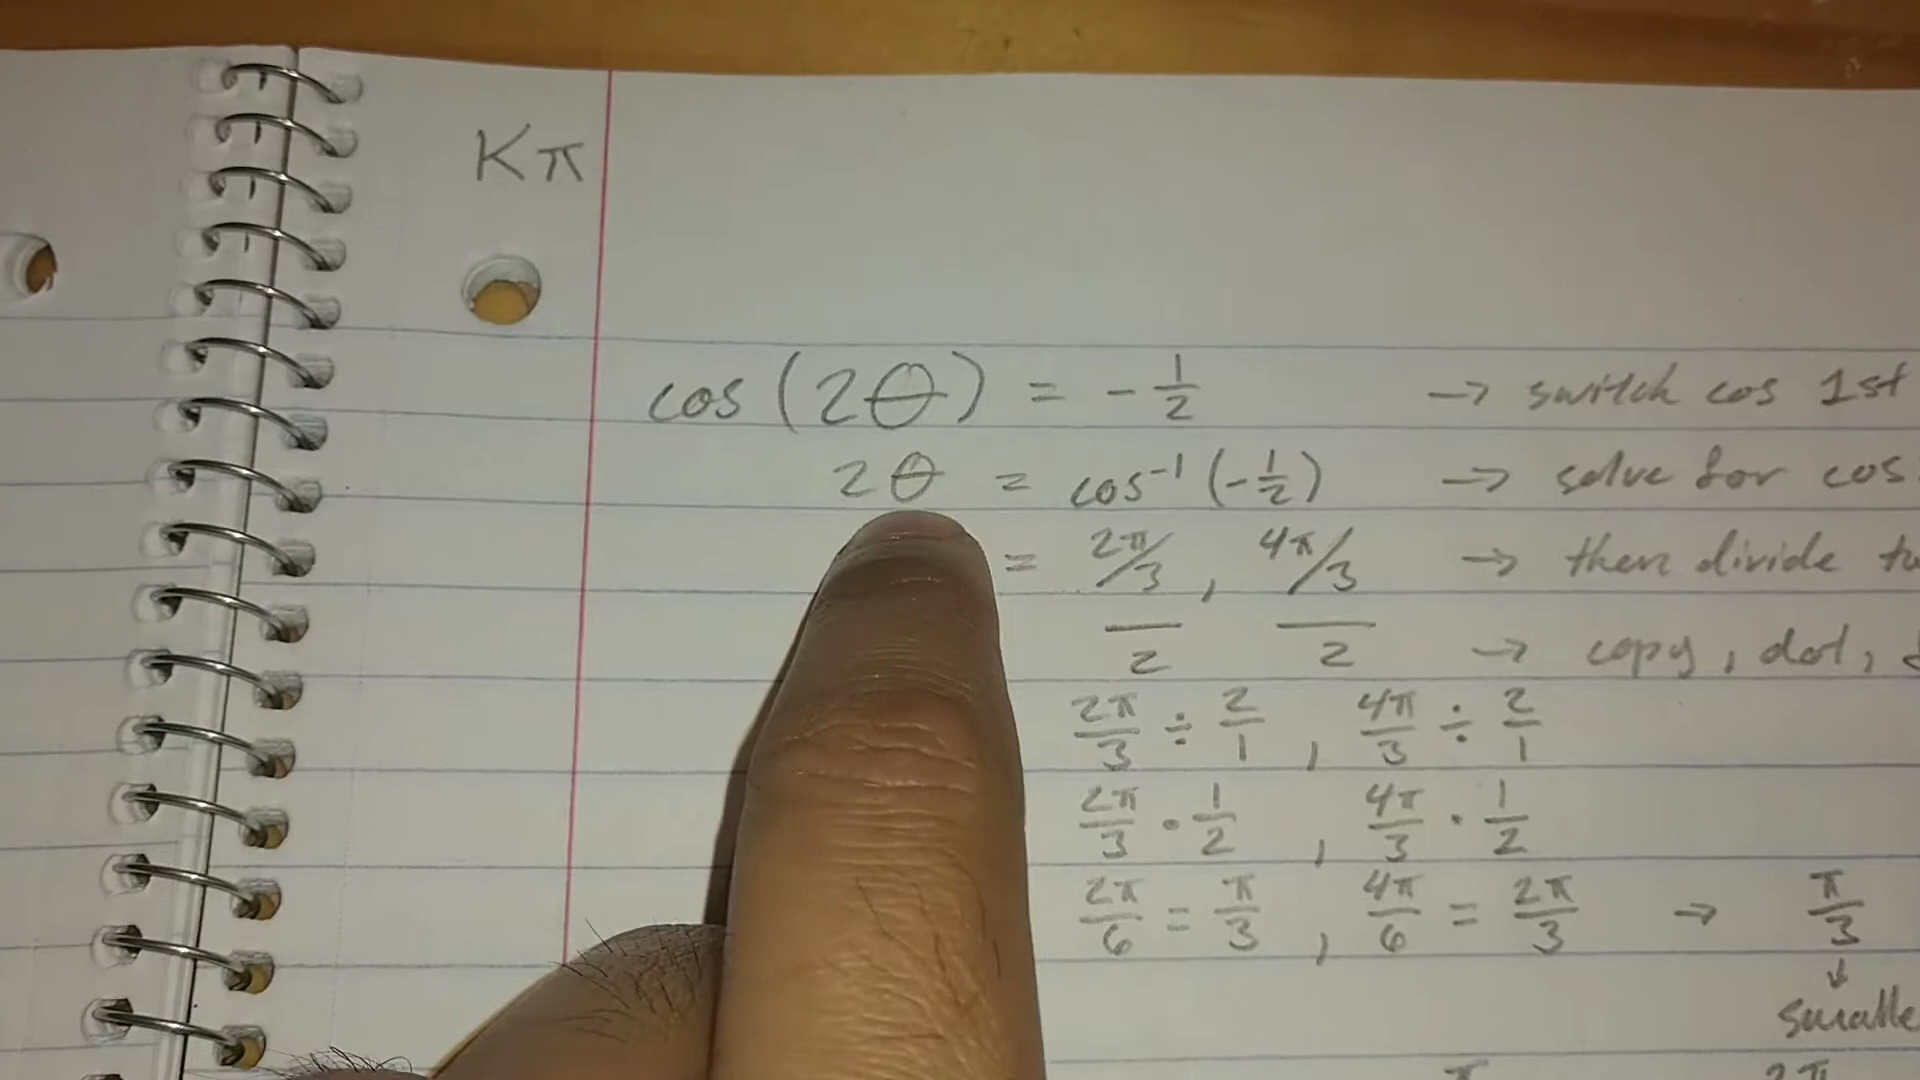 Kπ
cos (2θ) = - 1/2 → switch cos 1st
2θ = cos⁻¹ (-1/2) → solve for cos
= 2π/3 , 4π/3 → then divide
2 , 2 → copy, dot,
2π/3 ÷ 2/1 , 4π/3 ÷ 2/1
2π/3 · 1/2 , 4π/3 · 1/2
2π/6 = π/3 , 4π/6 = 2π/3 → π/3
↓